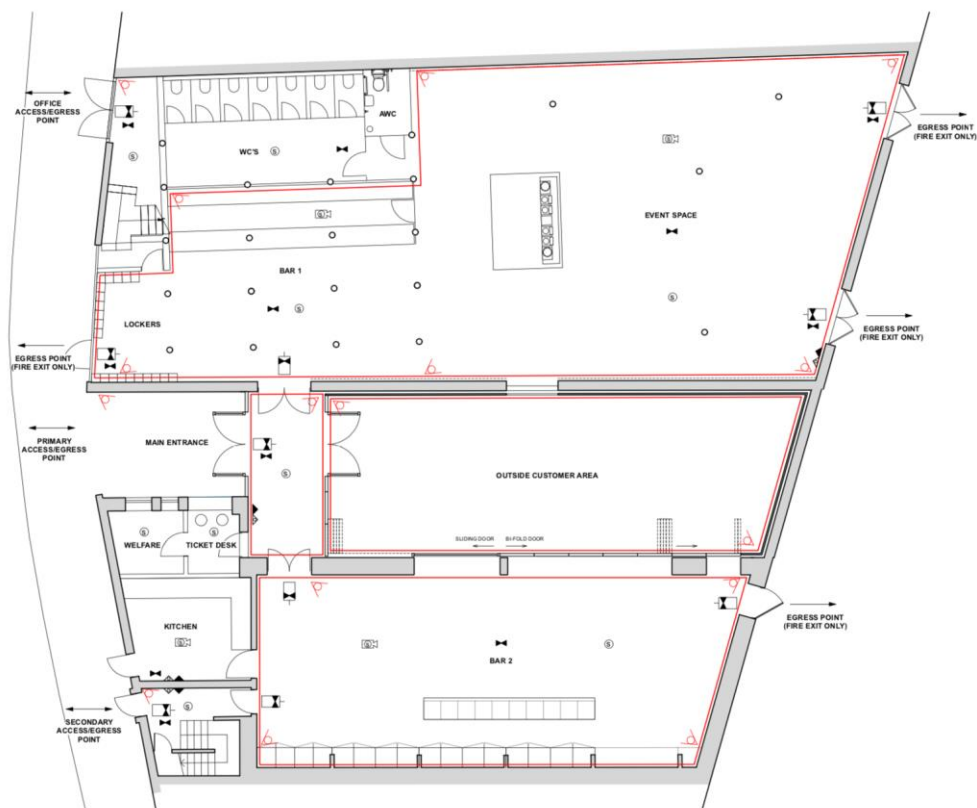 OFFICE
ACCESS/EGRESS
POINT
AWC
WC'S
S
S
EGRESS POINT
(FIRE EXIT ONLY)
EVENT SPACE
BAR 1
S
S
LOCKERS
EGRESS POINT
(FIRE EXIT ONLY)
EGRESS POINT
(FIRE EXIT ONLY)
PRIMARY
ACCESS/EGRESS
POINT
MAIN ENTRANCE
S
OUTSIDE CUSTOMER AREA
S
S
WELFARE
TICKET DESK
SLIDING DOOR
BI-FOLD DOOR
EGRESS POINT
(FIRE EXIT ONLY)
KITCHEN
S
BAR 2
S
SECONDARY
ACCESS/EGRESS
POINT